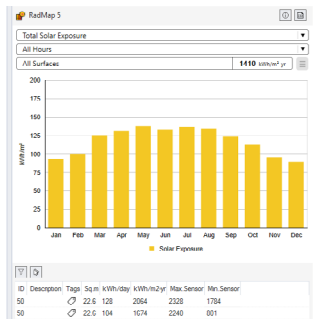 RadMap 5
Total Solar Exposure
All Hours
All Surfaces 1410 kWh/m² yr
200
175
150
125
100
75
50
25
0
kWh/m²
Jan Feb Mar Apr May Jun Jul Aug Sep Oct Nov Dec
Solar Exposure
ID Description Tags Sq.m kWh/day kWh/m2-yr Max.Sensor Min.Sensor
50 22.6 128 2064 2328 1784
50 22.6 104 1674 2240 801